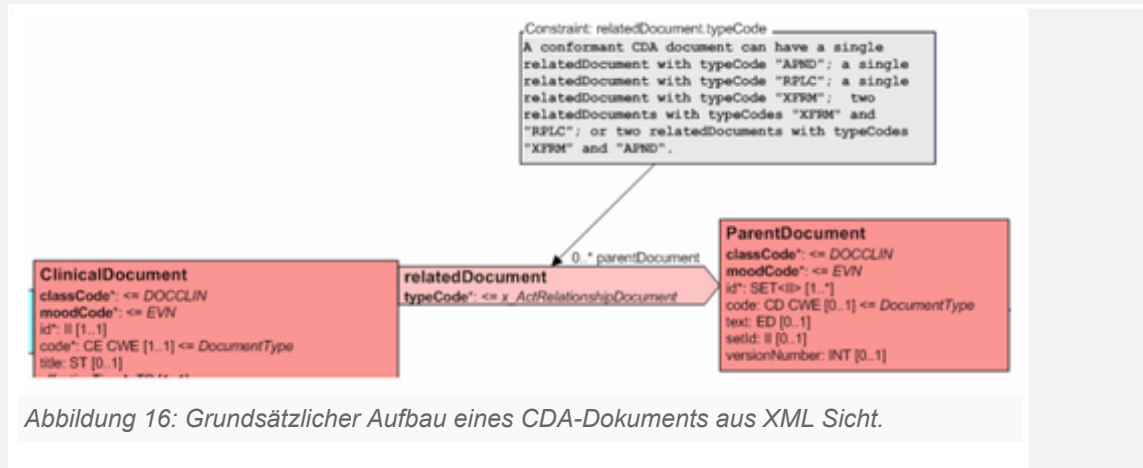 Constraint: relatedDocument.typeCode
A conformant CDA document can have a single
relatedDocument with typeCode "APND"; a single
relatedDocument with typeCode "RPLC"; a single
relatedDocument with typeCode "XFRM"; two
relatedDocuments with typeCodes "XFRM" and
"RPLC"; or two relatedDocuments with typeCodes
"XFRM" and "APND".
0..* parentDocument
ClinicalDocument
classCode*: <= DOCCLIN
moodCode*: <= EVN
id*: II [1..1]
code*: CE CWE [1..1] <= DocumentType
title: ST [0..1]
relatedDocument
typeCode*: <= x_ActRelationshipDocument
ParentDocument
classCode*: <= DOCCLIN
moodCode*: <= EVN
id*: SET<II> [1..*]
code: CD CWE [0..1] <= DocumentType
text: ED [0..1]
setId: II [0..1]
versionNumber: INT [0..1]
Abbildung 16: Grundsätzlicher Aufbau eines CDA-Dokuments aus XML Sicht.